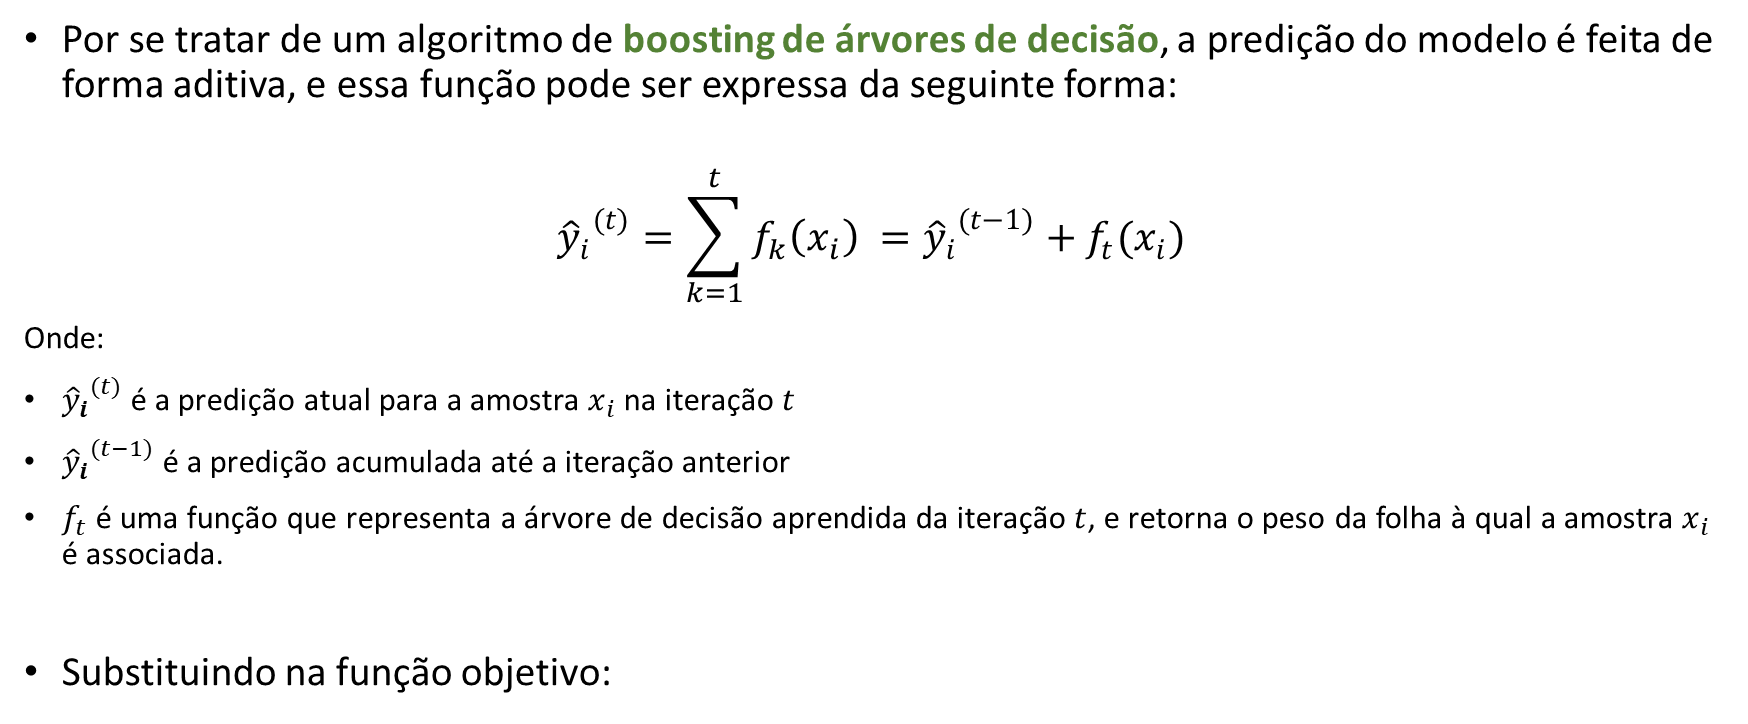 • Por se tratar de um algoritmo de boosting de árvores de decisão, a predição do modelo é feita de
forma aditiva, e essa função pode ser expressa da seguinte forma:
ŷᵢ⁽ᵗ⁾ = ∑ₖ₌₁ᵗ fₖ(xᵢ) = ŷᵢ⁽ᵗ⁻¹⁾ + fₜ(xᵢ)
Onde:
• ŷᵢ⁽ᵗ⁾ é a predição atual para a amostra xᵢ na iteração t
• ŷᵢ⁽ᵗ⁻¹⁾ é a predição acumulada até a iteração anterior
• fₜ é uma função que representa a árvore de decisão aprendida da iteração t, e retorna o peso da folha à qual a amostra xᵢ
é associada.
• Substituindo na função objetivo: